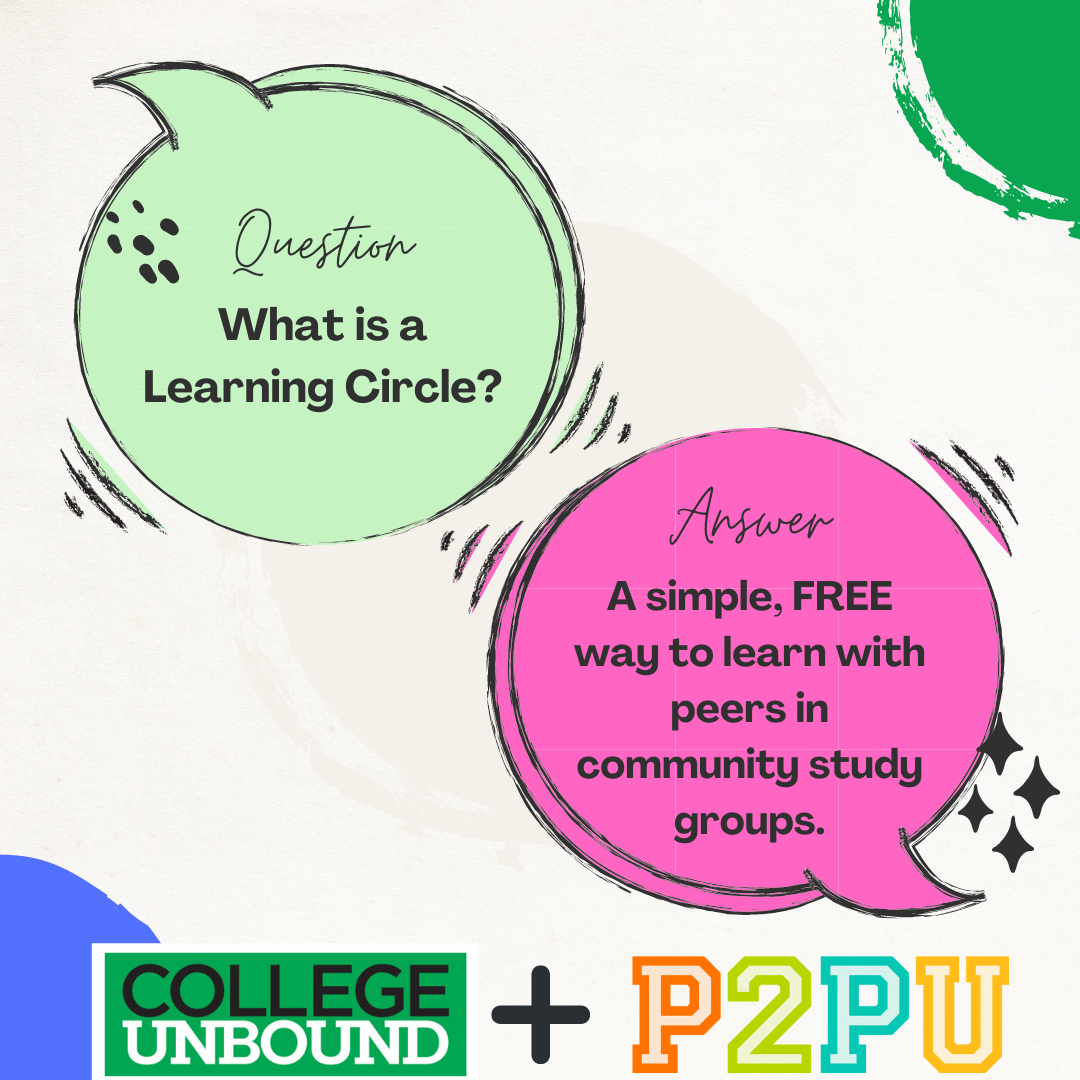 Question
What is a
Learning Circle?
Answer
A simple, FREE
way to learn with
peers in
community study
groups.
COLLEGE
UNBOUND
+
P2PU